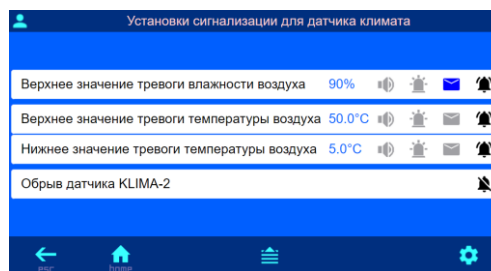 Установки сигнализации для датчика климата
Верхнее значение тревоги влажности воздуха 90%
Верхнее значение тревоги температуры воздуха 50.0°C
Нижнее значение тревоги температуры воздуха 5.0°C
Обрыв датчика KLIMA-2
esc home